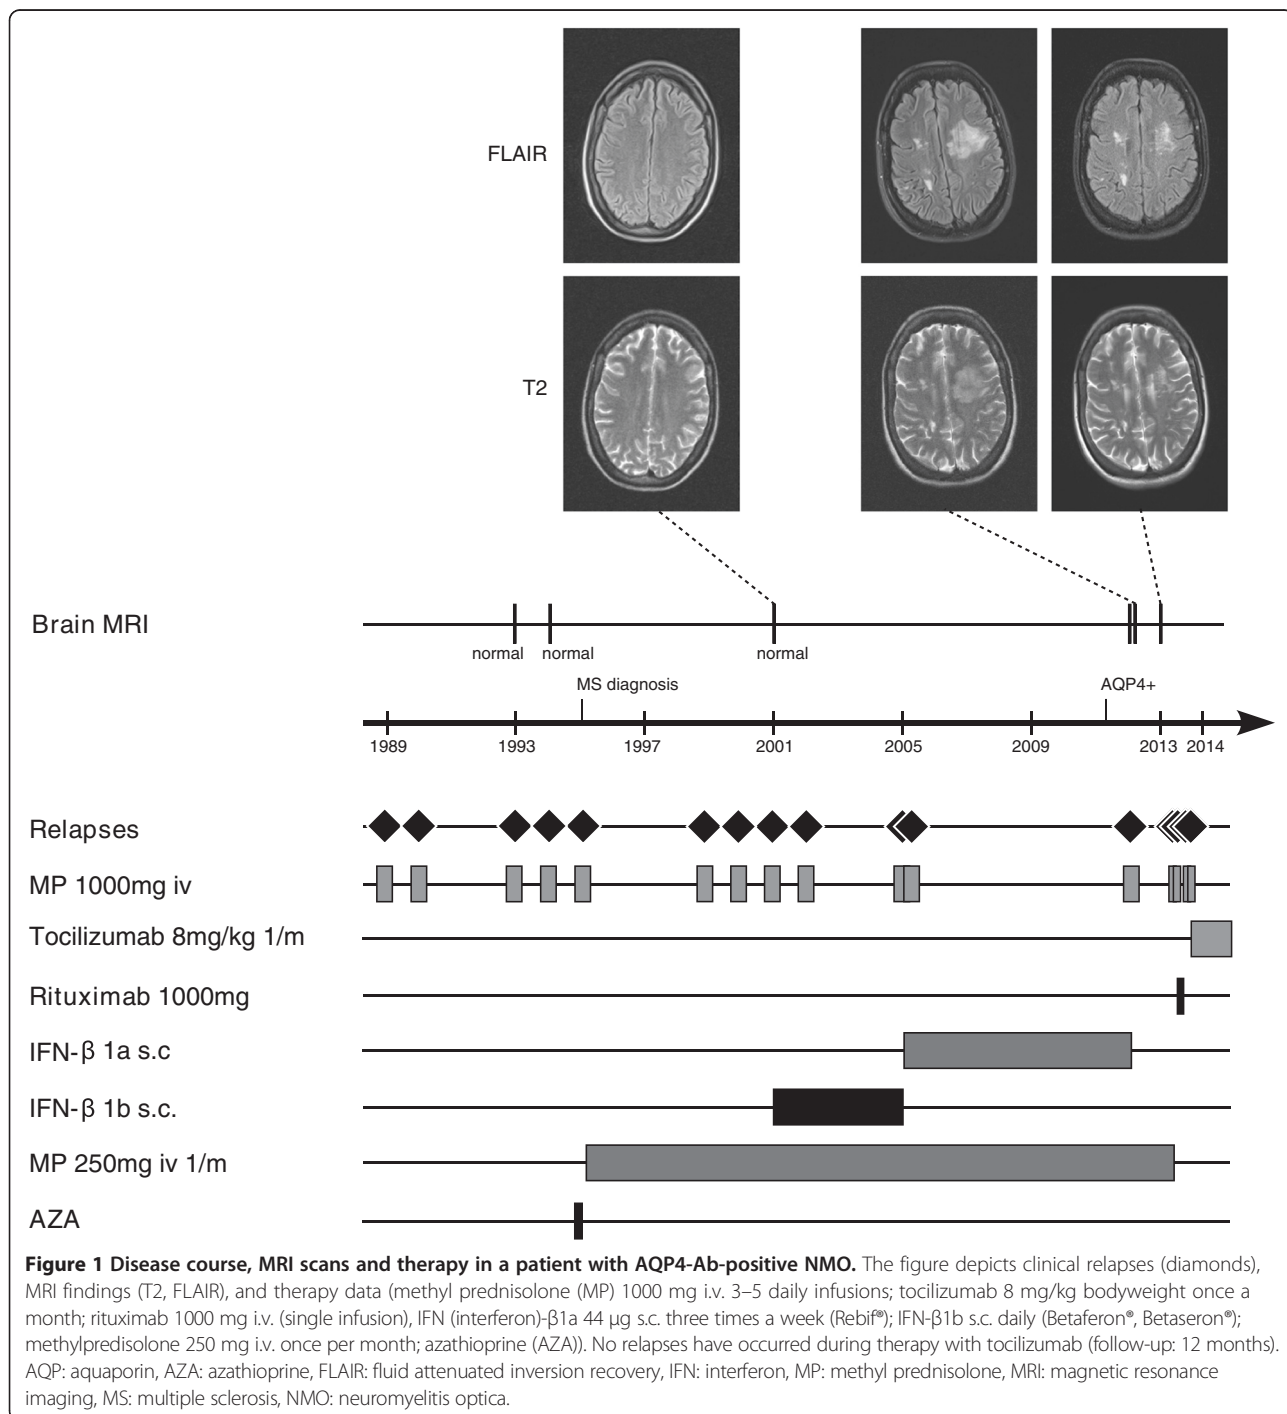 FLAIR
T2
Brain MRI
normal normal normal
MS diagnosis AQP4+
1989 1993 1997 2001 2005 2009 2013 2014
Relapses
MP 1000mg iv
Tocilizumab 8mg/kg 1/m
Rituximab 1000mg
IFN-β 1a s.c
IFN-β 1b s.c.
MP 250mg iv 1/m
AZA
Figure 1 Disease course, MRI scans and therapy in a patient with AQP4-Ab-positive NMO. The figure depicts clinical relapses (diamonds),
MRI findings (T2, FLAIR), and therapy data (methyl prednisolone (MP) 1000 mg i.v. 3–5 daily infusions; tocilizumab 8 mg/kg bodyweight once a
month; rituximab 1000 mg i.v. (single infusion), IFN (interferon)-β1a 44 μg s.c. three times a week (Rebif®); IFN-β1b s.c. daily (Betaferon®, Betaseron®);
methylpredisolone 250 mg i.v. once per month; azathioprine (AZA)). No relapses have occurred during therapy with tocilizumab (follow-up: 12 months).
AQP: aquaporin, AZA: azathioprine, FLAIR: fluid attenuated inversion recovery, IFN: interferon, MP: methyl prednisolone, MRI: magnetic resonance
imaging, MS: multiple sclerosis, NMO: neuromyelitis optica.